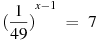 (1/49)^{x-1} = 7